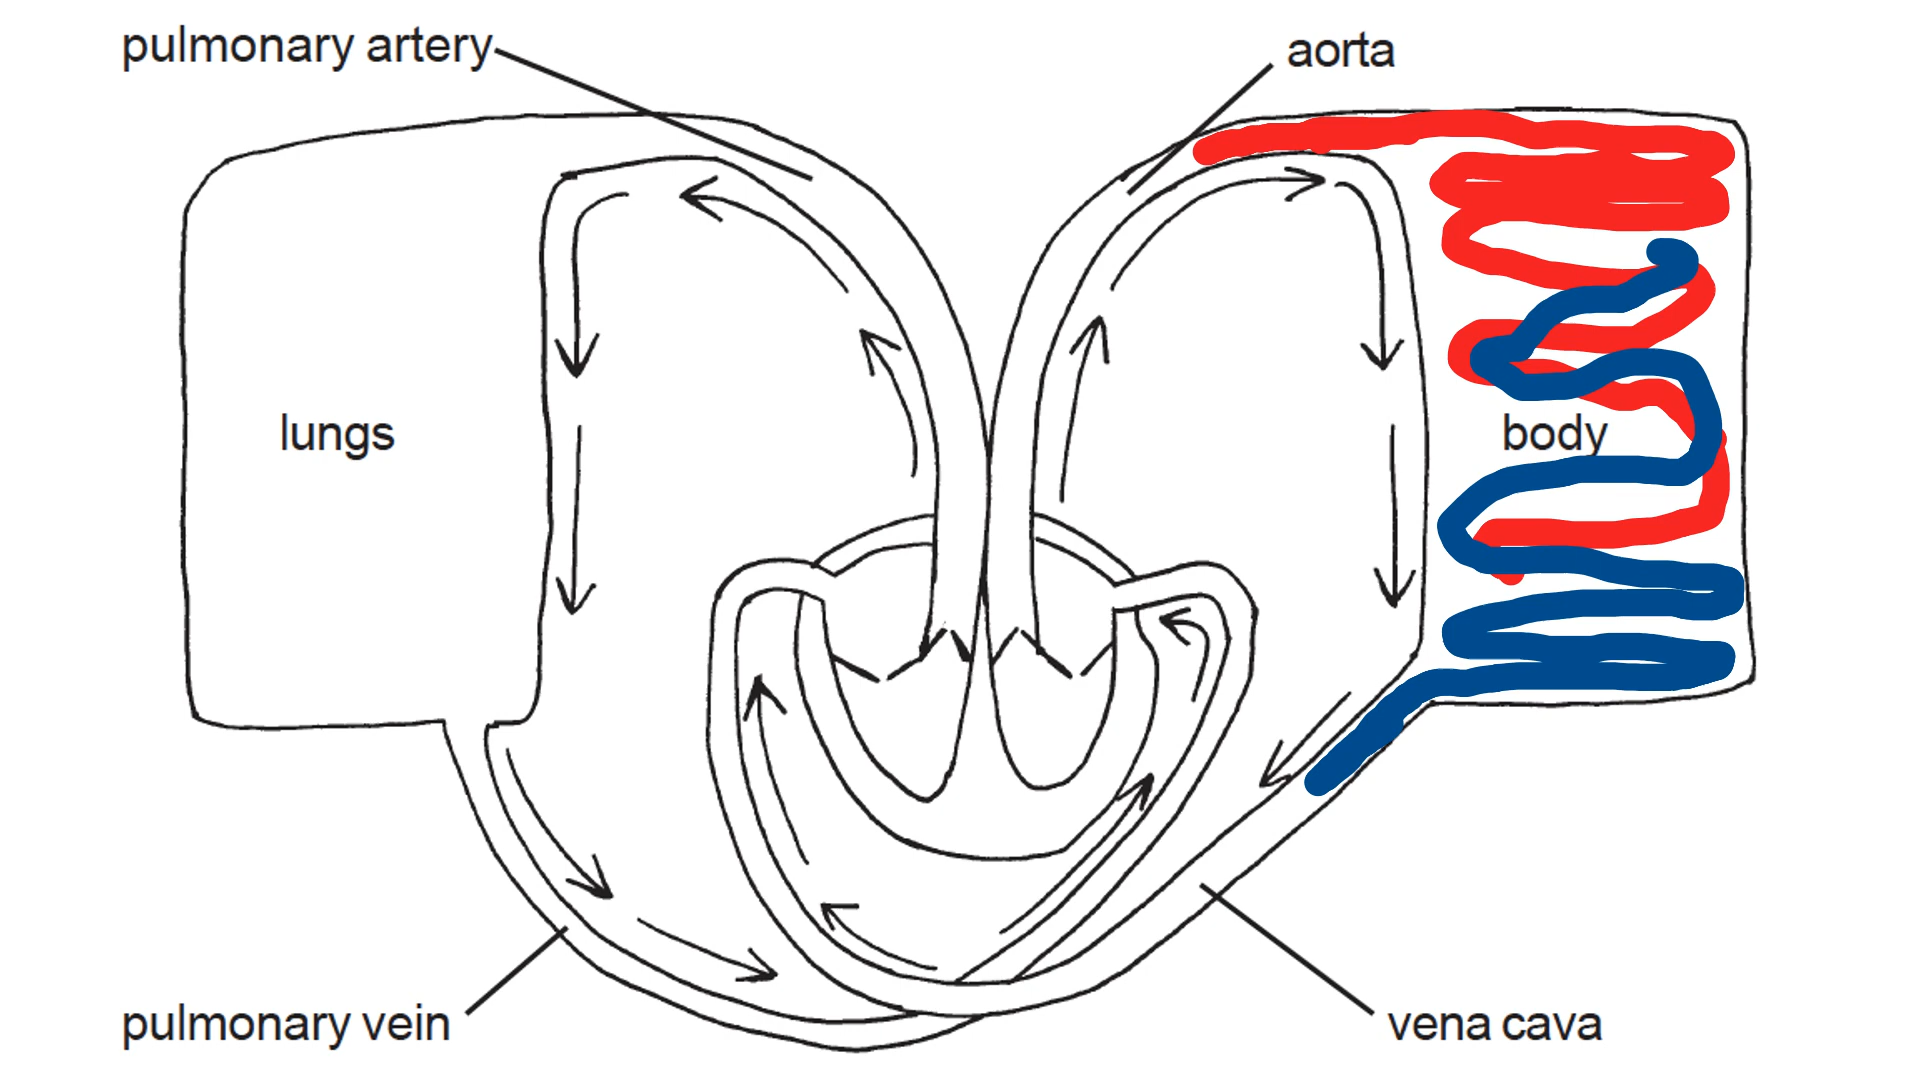 pulmonary artery
aorta
lungs
body
pulmonary vein
vena cava